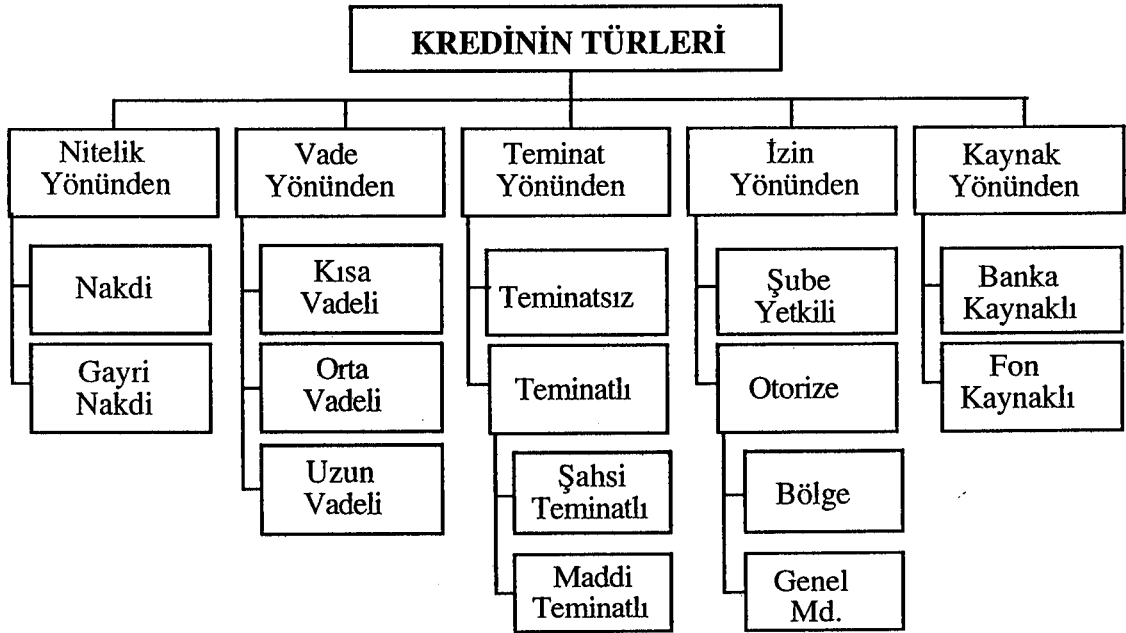 KREDİNİN TÜRLERİ
Nitelik
Yönünden
Nakdi
Gayri
Nakdi
Vade
Yönünden
Kısa
Vadeli
Orta
Vadeli
Uzun
Vadeli
Teminat
Yönünden
Teminatsız
Teminatlı
Şahsi
Teminatlı
Maddi
Teminatlı
İzin
Yönünden
Şube
Yetkili
Otorize
Bölge
Genel
Md.
Kaynak
Yönünden
Banka
Kaynaklı
Fon
Kaynaklı